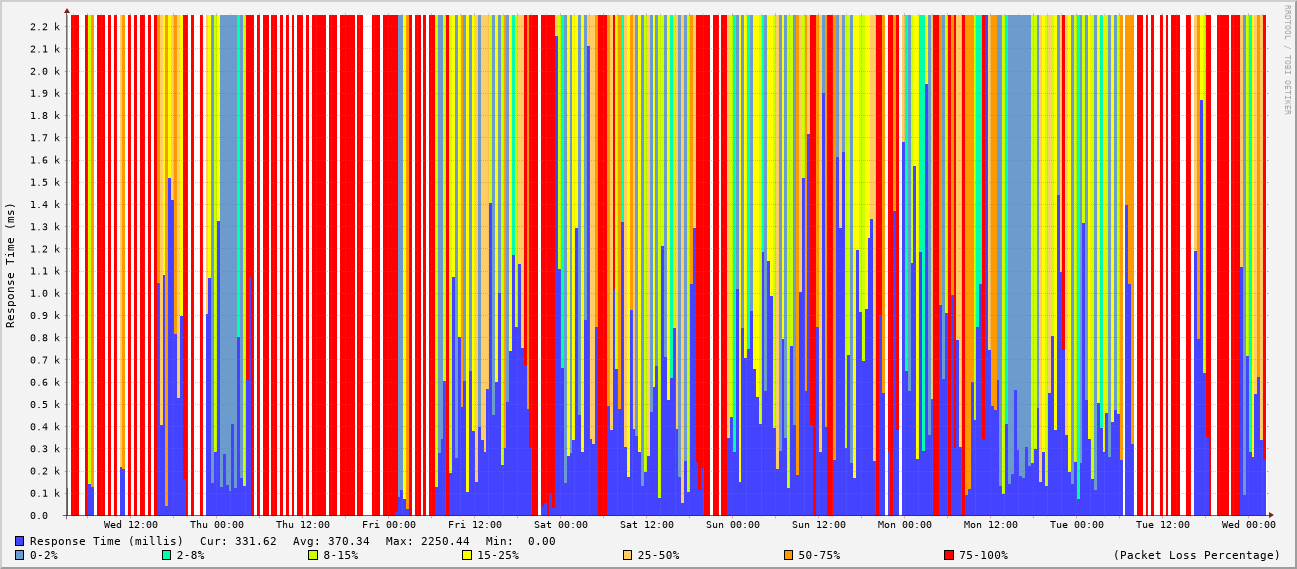 RRDTOOL / TOBI OETIKER
Response Time (ms)
2.2 k
2.1 k
2.0 k
1.9 k
1.8 k
1.7 k
1.6 k
1.5 k
1.4 k
1.3 k
1.2 k
1.1 k
1.0 k
0.9 k
0.8 k
0.7 k
0.6 k
0.5 k
0.4 k
0.3 k
0.2 k
0.1 k
0.0
Wed 12:00 Thu 00:00 Thu 12:00 Fri 00:00 Fri 12:00 Sat 00:00 Sat 12:00 Sun 00:00 Sun 12:00 Mon 00:00 Mon 12:00 Tue 00:00 Tue 12:00 Wed 00:00
Response Time (millis) Cur: 331.62 Avg: 370.34 Max: 2250.44 Min: 0.00
0-2% 2-8% 8-15% 15-25% 25-50% 50-75% 75-100% (Packet Loss Percentage)